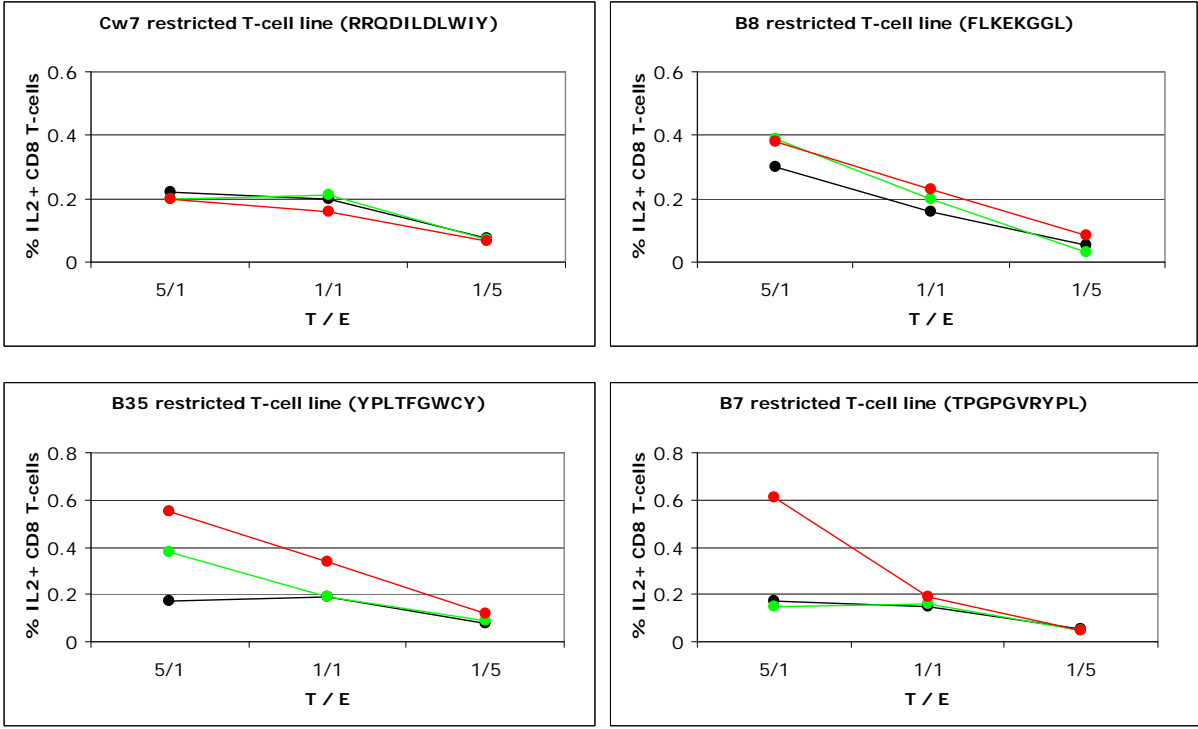 Cw7 restricted T-cell line (RRQDILDLWIY)
% IL2+ CD8 T-cells
0.6
0.4
0.2
0
5/1 1/1 1/5
T / E
B8 restricted T-cell line (FLKEKGGL)
% IL2+ CD8 T-cells
0.6
0.4
0.2
0
5/1 1/1 1/5
T / E
B35 restricted T-cell line (YPLTFGWCY)
% IL2+ CD8 T-cells
0.8
0.6
0.4
0.2
0
5/1 1/1 1/5
T / E
B7 restricted T-cell line (TPGPGVRYPL)
% IL2+ CD8 T-cells
0.8
0.6
0.4
0.2
0
5/1 1/1 1/5
T / E